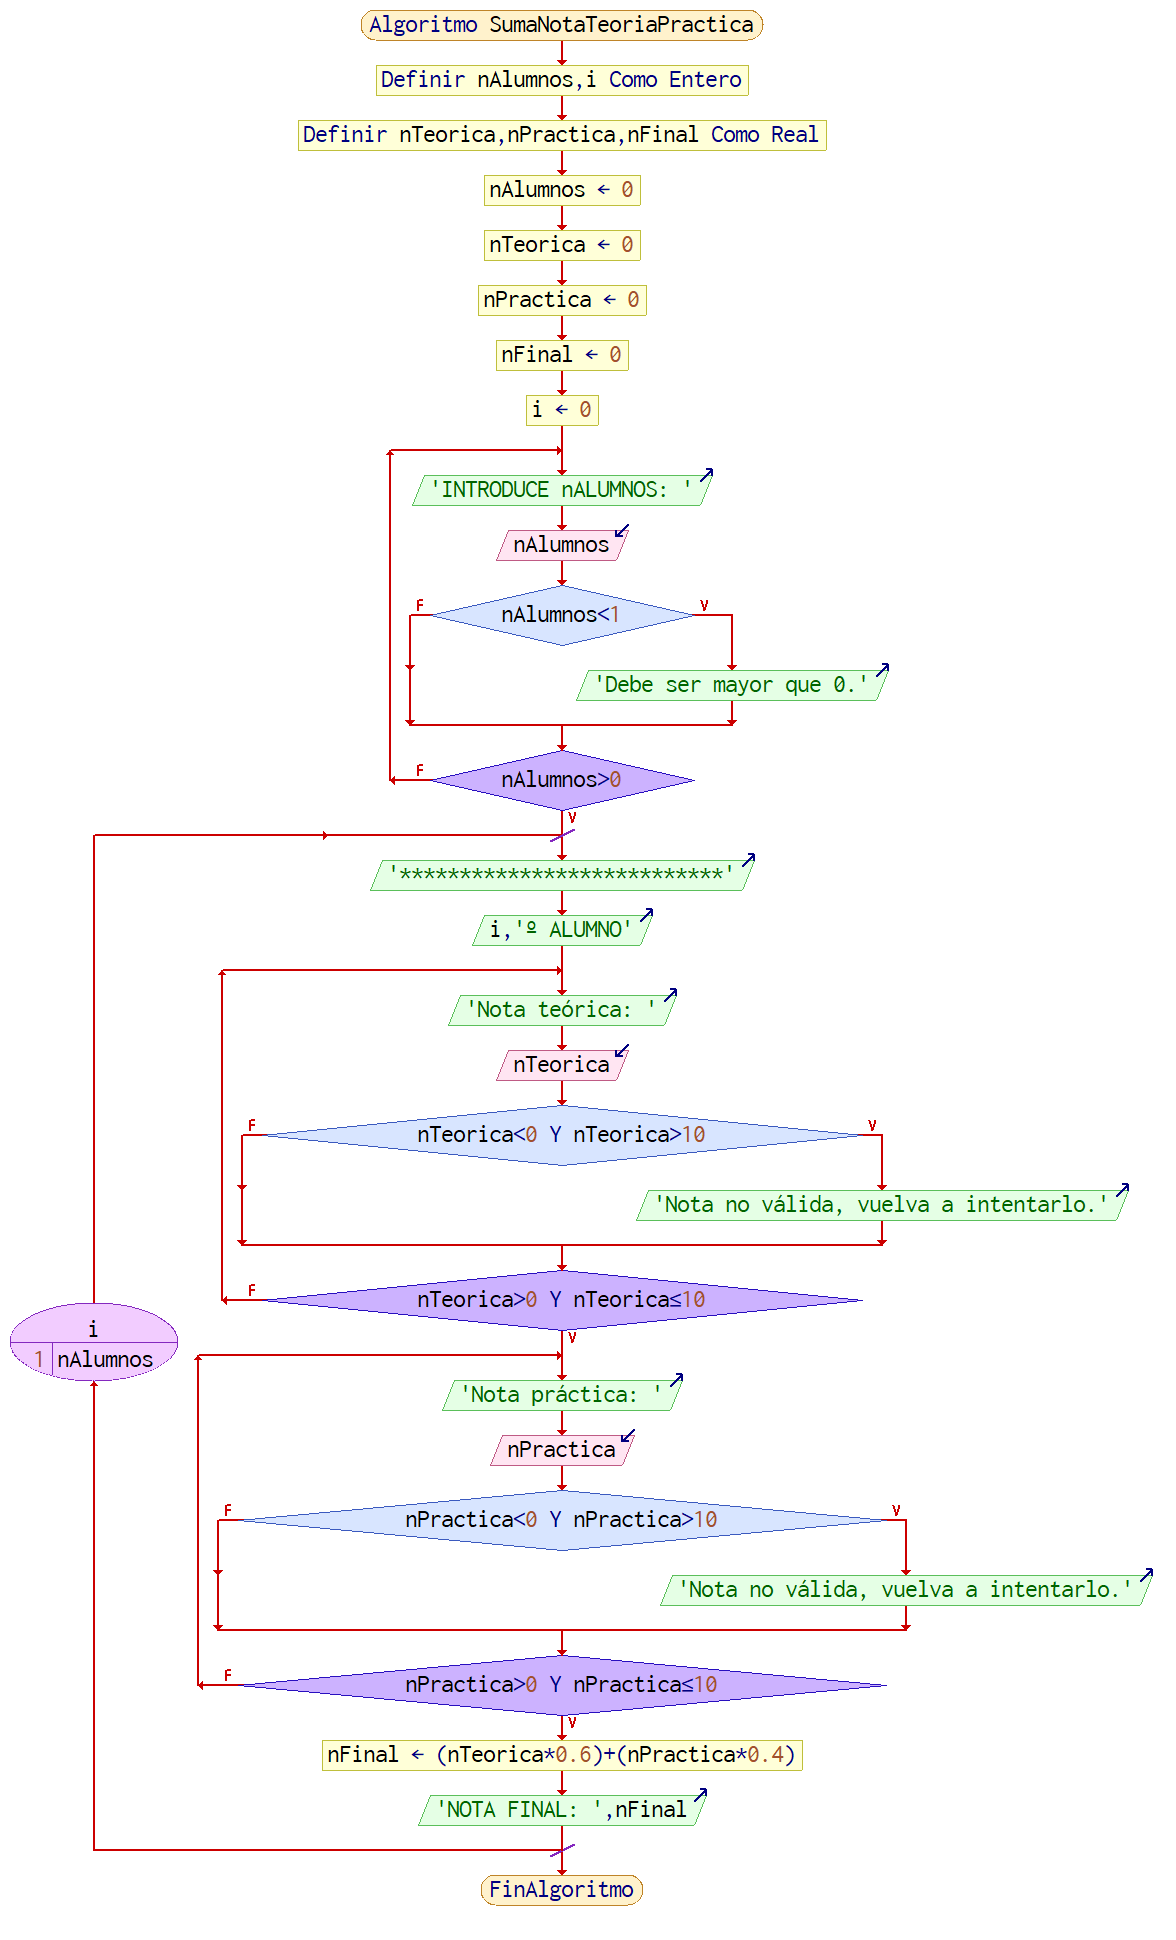 Algoritmo SumaNotaTeoriaPractica
Definir nAlumnos,i Como Entero
Definir nTeorica,nPractica,nFinal Como Real
nAlumnos ← 0
nTeorica ← 0
nPractica ← 0
nFinal ← 0
i ← 0
'INTRODUCE nALUMNOS: '
nAlumnos
F
nAlumnos<1
V
'Debe ser mayor que 0.'
F
nAlumnos>0
V
'***************************'
i,'º ALUMNO'
'Nota teórica: '
nTeorica
F
nTeorica<0 Y nTeorica>10
V
'Nota no válida, vuelva a intentarlo.'
F
nTeorica>0 Y nTeorica≤10
V
i
1 nAlumnos
'Nota práctica: '
nPractica
F
nPractica<0 Y nPractica>10
V
'Nota no válida, vuelva a intentarlo.'
F
nPractica>0 Y nPractica≤10
V
nFinal ← (nTeorica*0.6)+(nPractica*0.4)
'NOTA FINAL: ',nFinal
FinAlgoritmo